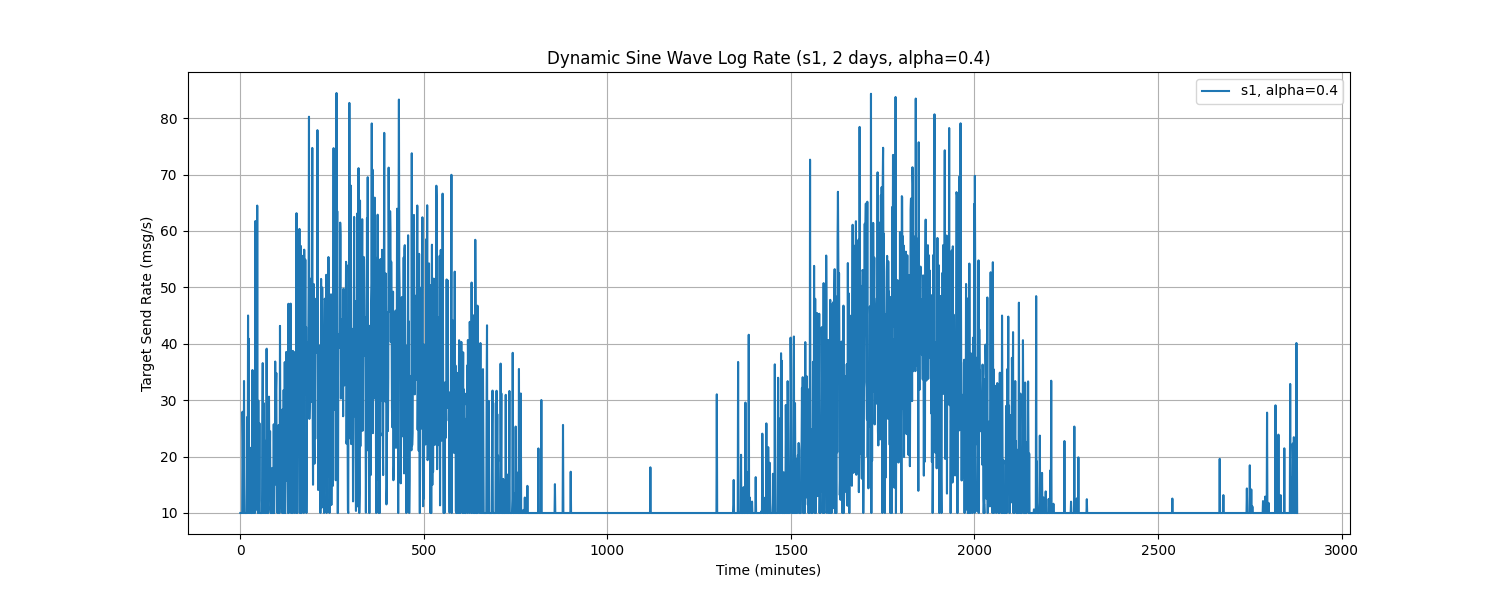 Dynamic Sine Wave Log Rate (s1, 2 days, alpha=0.4)
s1, alpha=0.4
Target Send Rate (msg/s)
80
70
60
50
40
30
20
10
0 500 1000 1500 2000 2500 3000
Time (minutes)